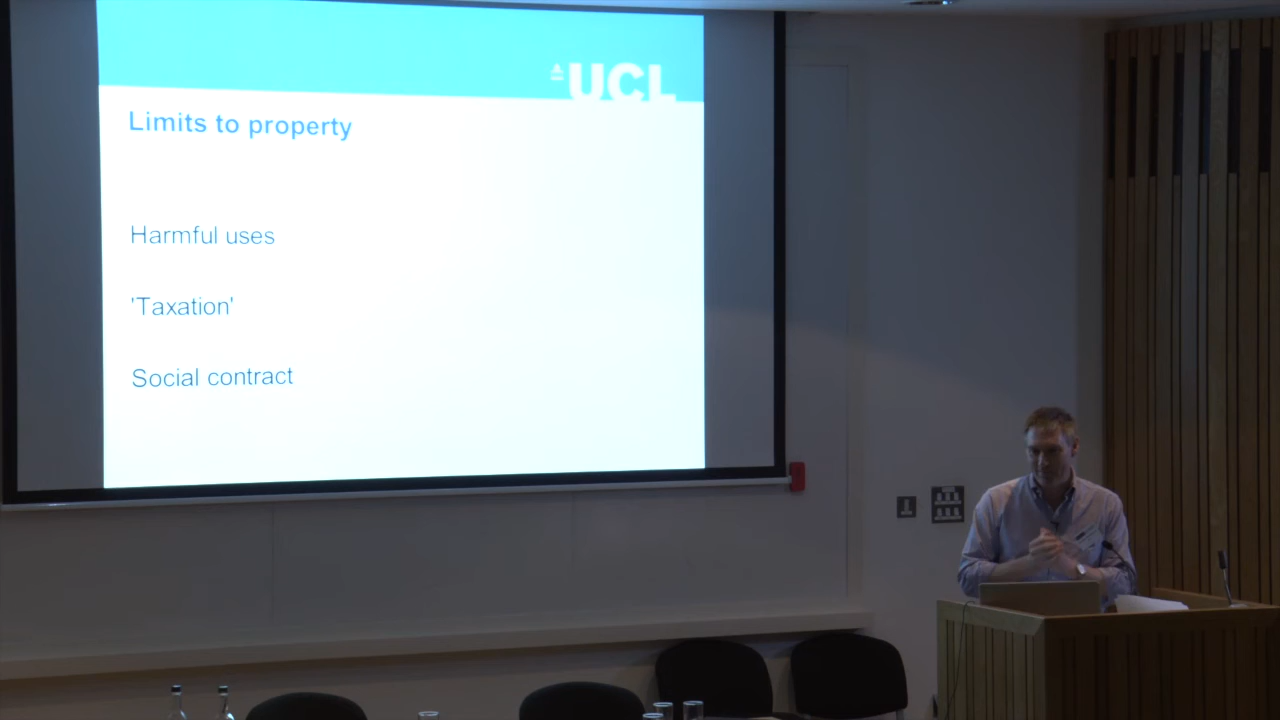 UCL
Limits to property
Harmful uses
'Taxation'
Social contract